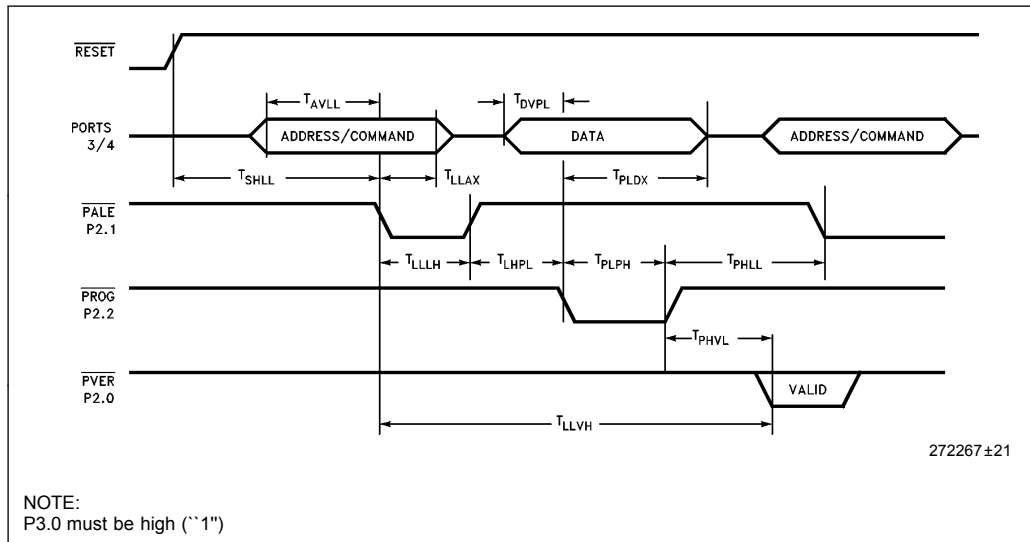 RESET
T_AVLL
T_DVPL
PORTS
3/4
ADDRESS/COMMAND
DATA
ADDRESS/COMMAND
T_SHLL
T_LLAX
T_PLDX
PALE
P2.1
T_LLLH
T_LHPL
T_PLPH
T_PHLL
PROG
P2.2
T_PHVL
PVER
P2.0
VALID
T_LLVH
272267±21
NOTE:
P3.0 must be high (``1'')